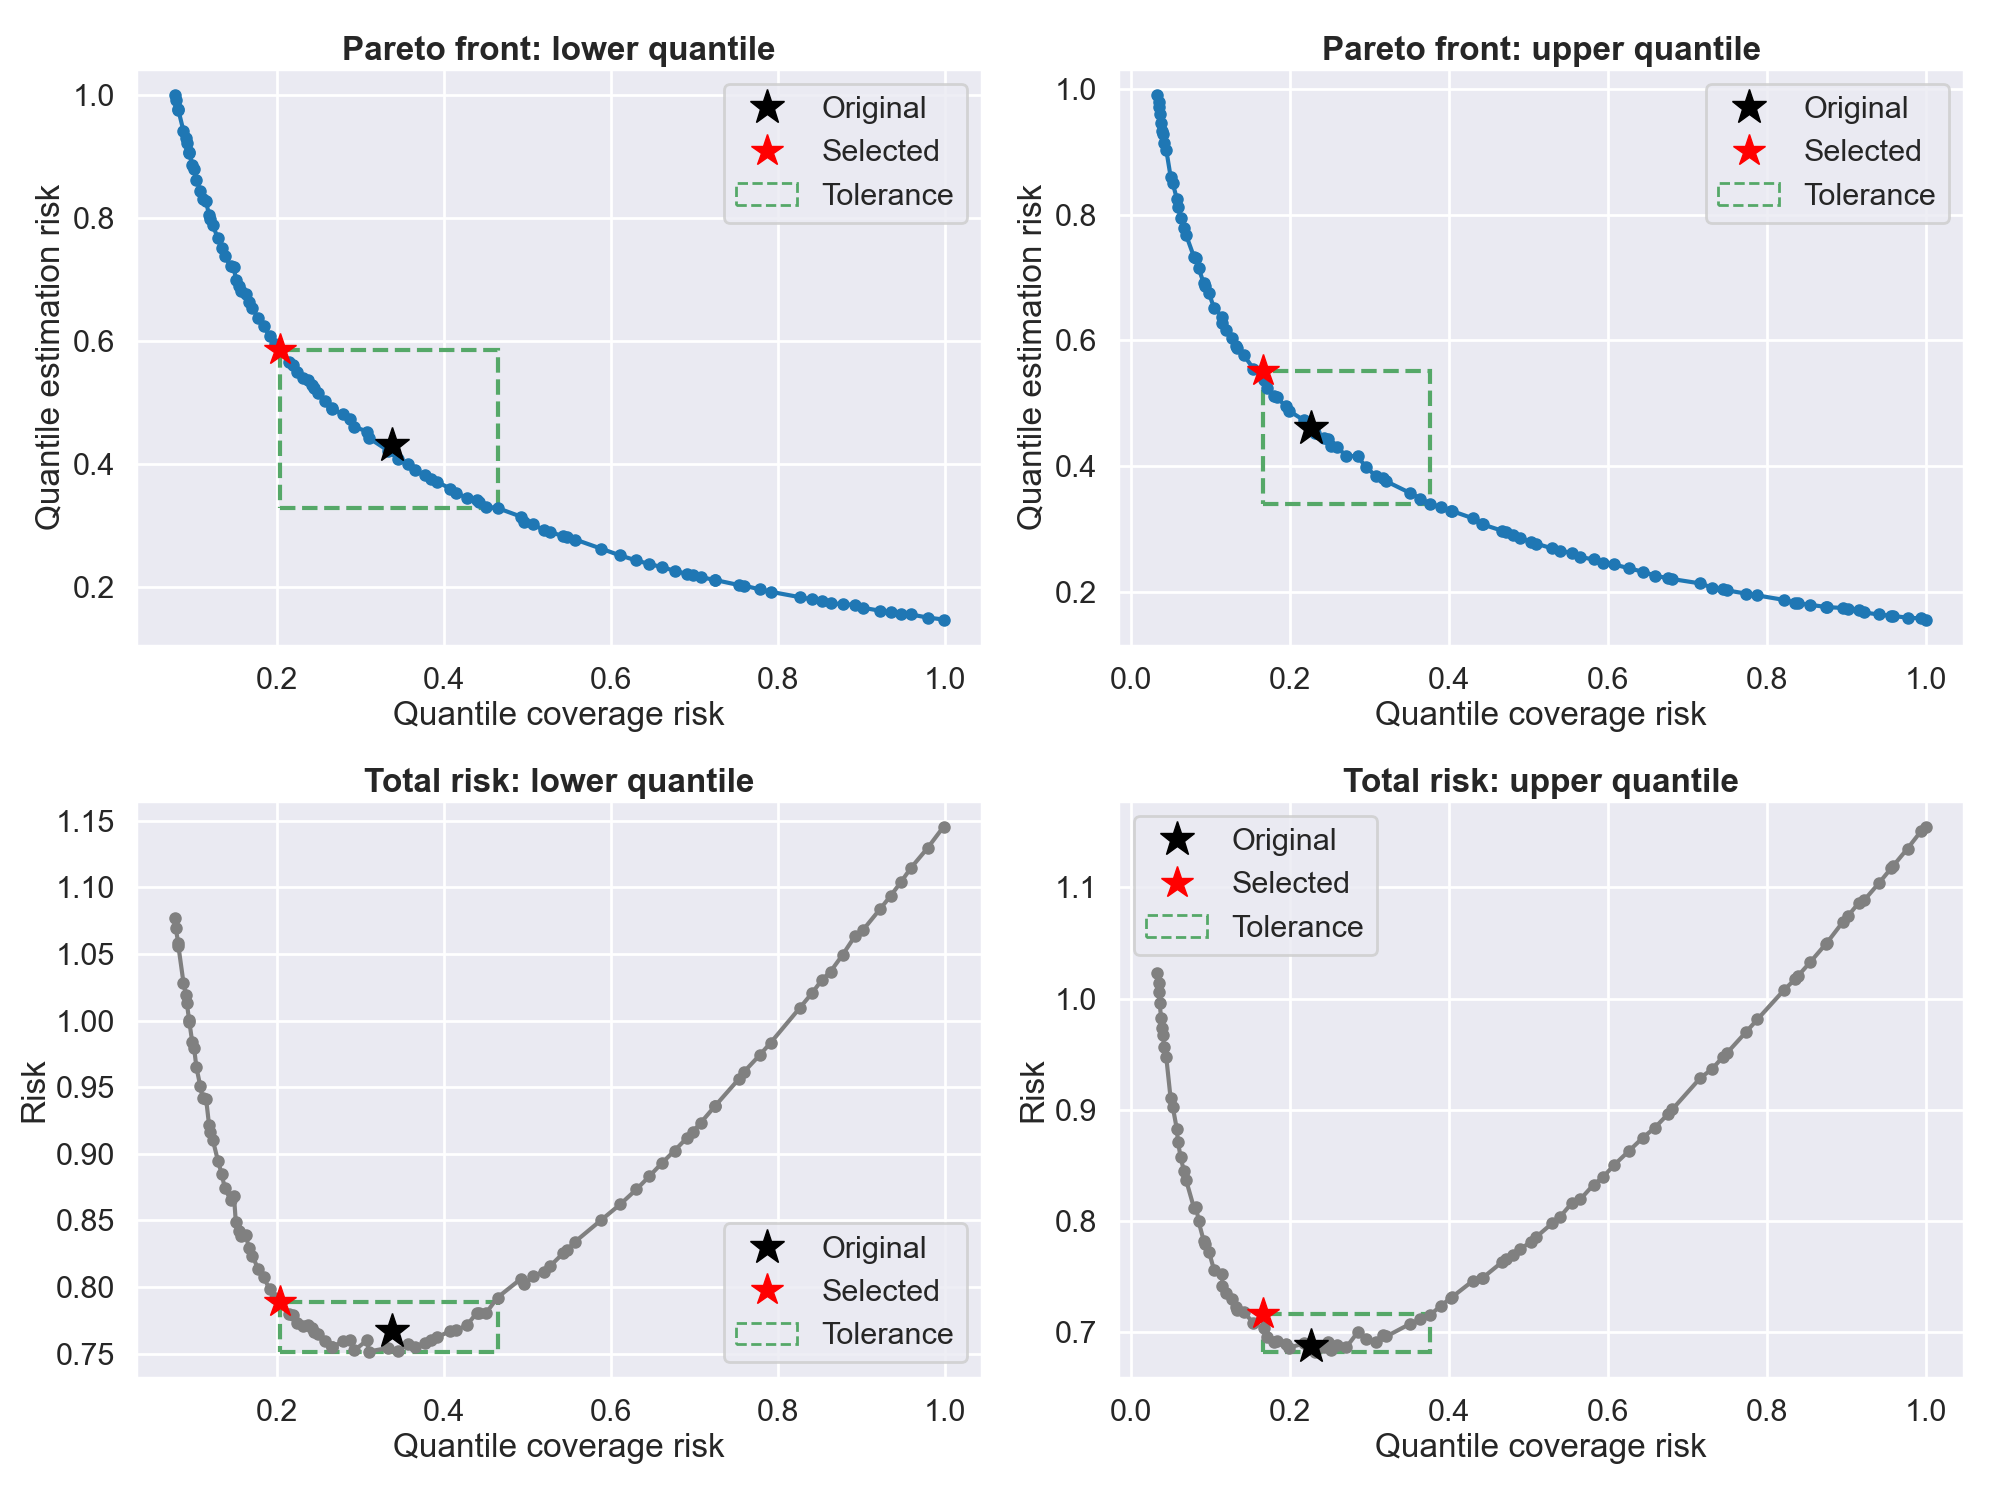 Pareto front: lower quantile
1.0
0.8
0.6
0.4
0.2
Quantile estimation risk
Original
Selected
Tolerance
0.2 0.4 0.6 0.8 1.0
Quantile coverage risk
Pareto front: upper quantile
1.0
0.8
0.6
0.4
0.2
Quantile estimation risk
Original
Selected
Tolerance
0.0 0.2 0.4 0.6 0.8 1.0
Quantile coverage risk
Total risk: lower quantile
1.15
1.10
1.05
1.00
0.95
0.90
0.85
0.80
0.75
Risk
Original
Selected
Tolerance
0.2 0.4 0.6 0.8 1.0
Quantile coverage risk
Total risk: upper quantile
1.1
1.0
0.9
0.8
0.7
Risk
Original
Selected
Tolerance
0.0 0.2 0.4 0.6 0.8 1.0
Quantile coverage risk